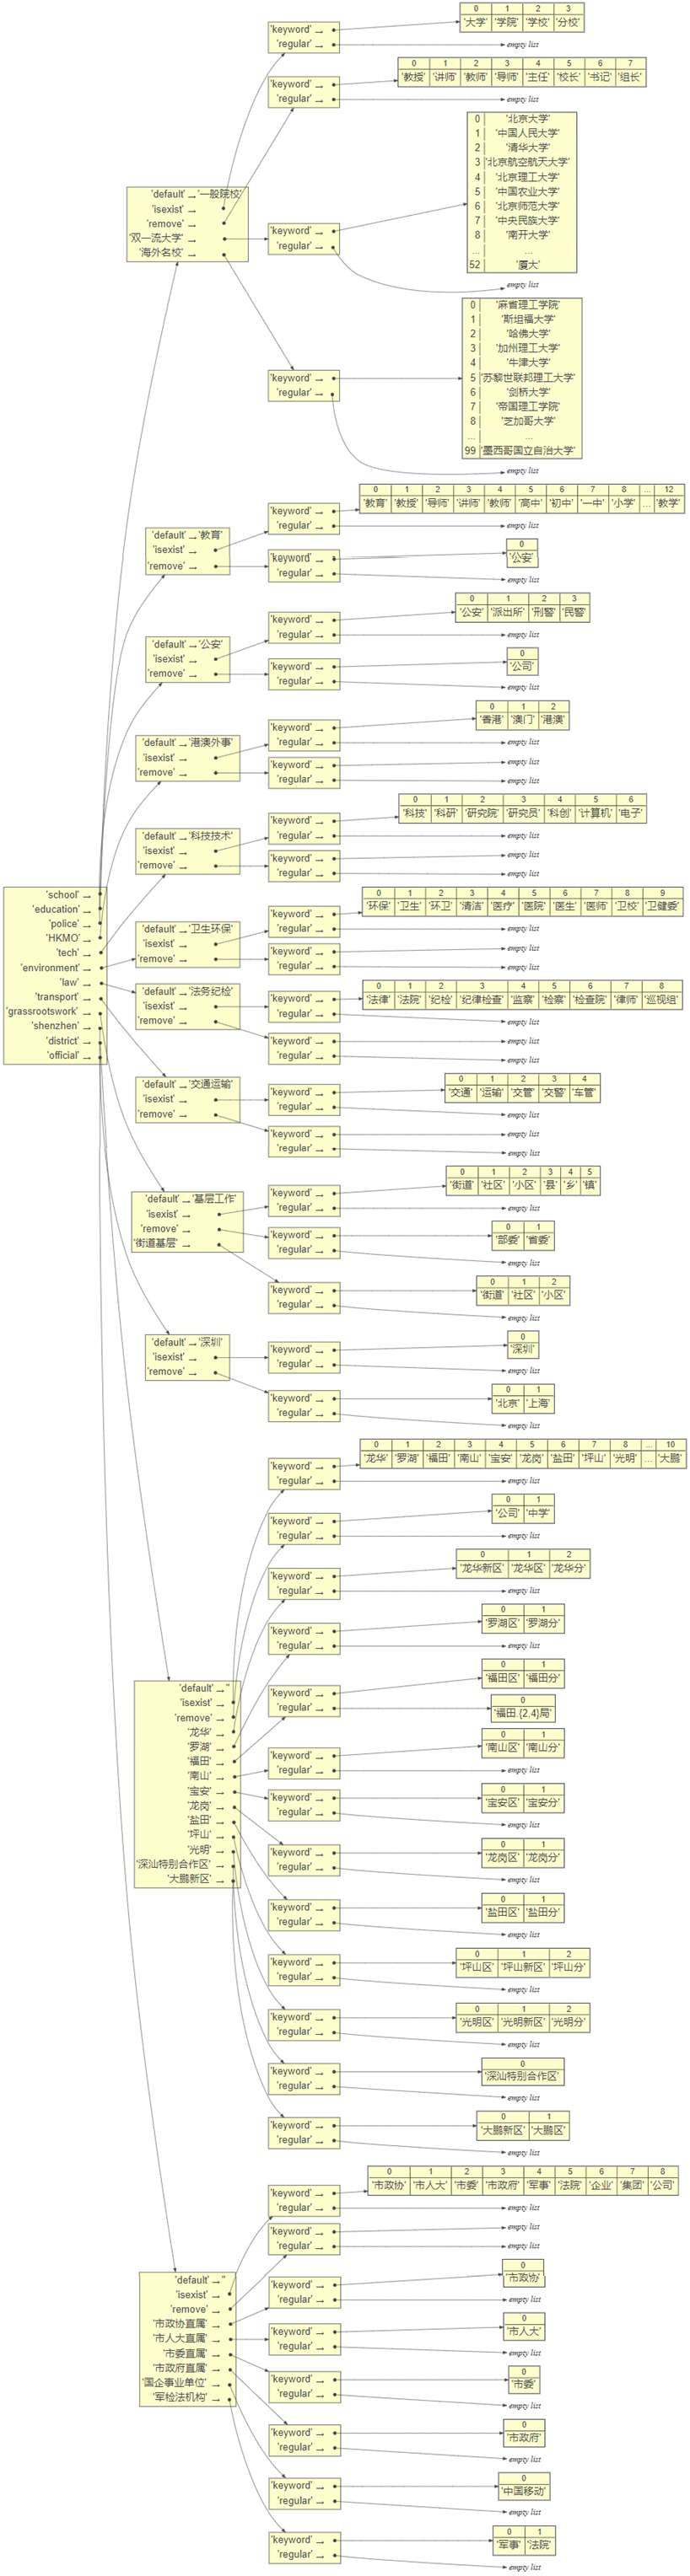 'school' →
'education' →
'police' →
'HKMO' →
'tech' →
'environment' →
'law' →
'transport' →
'grassrootswork' →
'shenzhen' →
'district' →
'official' →
'default' → '一般院校'
'isexist' →
'remove' →
'双一流大学' →
'海外名校' →
'keyword' →
'regular' →
0 1 2 3
'大学' '学院' '学校' '分校'
empty list
'keyword' →
'regular' →
0 1 2 3 4 5 6 7
'教授' '讲师' '教师' '导师' '主任' '校长' '书记' '组长'
empty list
'keyword' →
'regular' →
0 '北京大学'
1 '中国人民大学'
2 '清华大学'
3 '北京航空航天大学'
4 '北京理工大学'
5 '中国农业大学'
6 '北京师范大学'
7 '中央民族大学'
8 '南开大学'
... ...
52 '厦大'
empty list
'keyword' →
'regular' →
0 '麻省理工学院'
1 '斯坦福大学'
2 '哈佛大学'
3 '加州理工大学'
4 '牛津大学'
5 '苏黎世联邦理工大学'
6 '剑桥大学'
7 '帝国理工学院'
8 '芝加哥大学'
... ...
99 '墨西哥国立自治大学'
empty list
'default' → '教育'
'isexist' →
'remove' →
'keyword' →
'regular' →
0 1 2 3 4 5 6 7 8 ... 12
'教育' '教授' '导师' '讲师' '教师' '高中' '初中' '一中' '小学' ... '教学'
empty list
'keyword' →
'regular' →
0
'公安'
empty list
'default' → '公安'
'isexist' →
'remove' →
'keyword' →
'regular' →
0 1 2 3
'公安' '派出所' '刑警' '民警'
empty list
'keyword' →
'regular' →
0
'公司'
empty list
'default' → '港澳外事'
'isexist' →
'remove' →
'keyword' →
'regular' →
0 1 2
'香港' '澳门' '港澳'
empty list
'keyword' →
'regular' →
empty list
empty list
'default' → '科技技术'
'isexist' →
'remove' →
'keyword' →
'regular' →
0 1 2 3 4 5 6
'科技' '科研' '研究院' '研究员' '科创' '计算机' '电子'
empty list
'keyword' →
'regular' →
empty list
empty list
'default' → '卫生环保'
'isexist' →
'remove' →
'keyword' →
'regular' →
0 1 2 3 4 5 6 7 8 9
'环保' '卫生' '环卫' '清洁' '医疗' '医院' '医生' '医师' '卫校' '卫健委'
empty list
'keyword' →
'regular' →
empty list
empty list
'default' → '法务纪检'
'isexist' →
'remove' →
'keyword' →
'regular' →
0 1 2 3 4 5 6 7 8
'法律' '法院' '纪检' '纪律检查' '监察' '检察' '检查院' '律师' '巡视组'
empty list
'keyword' →
'regular' →
empty list
empty list
'default' → '交通运输'
'isexist' →
'remove' →
'keyword' →
'regular' →
0 1 2 3 4
'交通' '运输' '交管' '交警' '车管'
empty list
'keyword' →
'regular' →
empty list
empty list
'default' → '基层工作'
'isexist' →
'remove' →
'街道基层' →
'keyword' →
'regular' →
0 1 2 3 4 5
'街道' '社区' '小区' '县' '乡' '镇'
empty list
'keyword' →
'regular' →
0 1
'部委' '省委'
empty list
'keyword' →
'regular' →
0 1 2
'街道' '社区' '小区'
empty list
'default' → '深圳'
'isexist' →
'remove' →
'keyword' →
'regular' →
0
'深圳'
empty list
'keyword' →
'regular' →
0 1
'北京' '上海'
empty list
'default' → ''
'isexist' →
'remove' →
'龙华' →
'罗湖' →
'福田' →
'南山' →
'宝安' →
'龙岗' →
'盐田' →
'坪山' →
'光明' →
'深汕特别合作区' →
'大鹏新区' →
'keyword' →
'regular' →
0 1 2 3 4 5 6 7 8 ... 10
'龙华' '罗湖' '福田' '南山' '宝安' '龙岗' '盐田' '坪山' '光明' ... '大鹏'
empty list
'keyword' →
'regular' →
0 1
'公司' '中学'
empty list
'keyword' →
'regular' →
0 1 2
'龙华新区' '龙华区' '龙华分'
empty list
'keyword' →
'regular' →
0 1
'罗湖区' '罗湖分'
empty list
'keyword' →
'regular' →
0 1
'福田区' '福田分'
0
'福田.{2,4}局'
'keyword' →
'regular' →
0 1
'南山区' '南山分'
empty list
'keyword' →
'regular' →
0 1
'宝安区' '宝安分'
empty list
'keyword' →
'regular' →
0 1
'龙岗区' '龙岗分'
empty list
'keyword' →
'regular' →
0 1
'盐田区' '盐田分'
empty list
'keyword' →
'regular' →
0 1 2
'坪山区' '坪山新区' '坪山分'
empty list
'keyword' →
'regular' →
0 1 2
'光明区' '光明新区' '光明分'
empty list
'keyword' →
'regular' →
0
'深汕特别合作区'
empty list
'keyword' →
'regular' →
0 1
'大鹏新区' '大鹏区'
empty list
'default' → ''
'isexist' →
'remove' →
'市政协直属' →
'市人大直属' →
'市委直属' →
'市政府直属' →
'国企事业单位' →
'军检法机构' →
'keyword' →
'regular' →
0 1 2 3 4 5 6 7 8
'市政协' '市人大' '市委' '市政府' '军事' '法院' '企业' '集团' '公司'
empty list
'keyword' →
'regular' →
empty list
empty list
'keyword' →
'regular' →
0
'市政协'
empty list
'keyword' →
'regular' →
0
'市人大'
empty list
'keyword' →
'regular' →
0
'市委'
empty list
'keyword' →
'regular' →
0
'市政府'
empty list
'keyword' →
'regular' →
0
'中国移动'
empty list
'keyword' →
'regular' →
0 1
'军事' '法院'
empty list